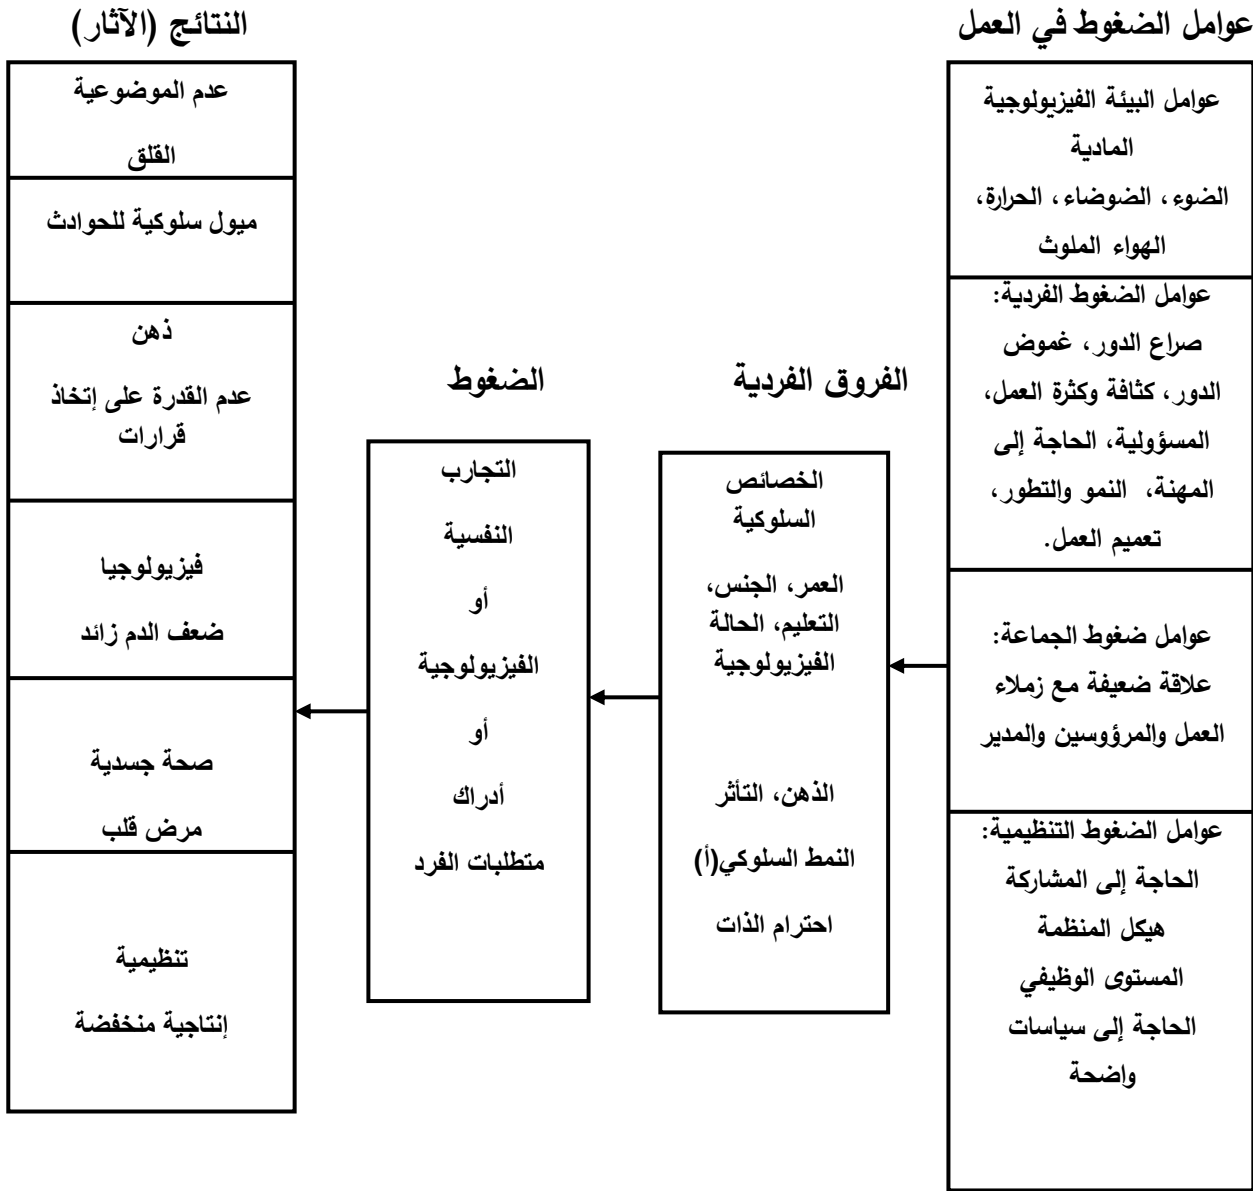 عوامل الضغوط في العمل
عوامل البيئة الفيزيولوجية
المادية
الضوء، الضوضاء، الحرارة،
الهواء الملوث
عوامل الضغوط الفردية:
صراع الدور، غموض
الدور، كثافة وكثرة العمل،
المسؤولية، الحاجة إلى
المهنة، النمو والتطور،
تعميم العمل.
عوامل ضغوط الجماعة:
علاقة ضعيفة مع زملاء
العمل والمرؤوسين والمدير
عوامل الضغوط التنظيمية:
الحاجة إلى المشاركة
هيكل المنظمة
المستوى الوظيفي
الحاجة إلى سياسات
واضحة
الفروق الفردية
الخصائص
السلوكية
العمر، الجنس،
التعليم، الحالة
الفيزيولوجية
الذهن، التأثر
النمط السلوكي(أ)
احترام الذات
الضغوط
التجارب
النفسية
أو
الفيزيولوجية
أو
أدراك
متطلبات الفرد
النتائج (الآثار)
عدم الموضوعية
القلق
ميول سلوكية للحوادث
ذهن
عدم القدرة على إتخاذ
قرارات
فيزيولوجيا
ضعف الدم زائد
صحة جسدية
مرض قلب
تنظيمية
إنتاجية منخفضة